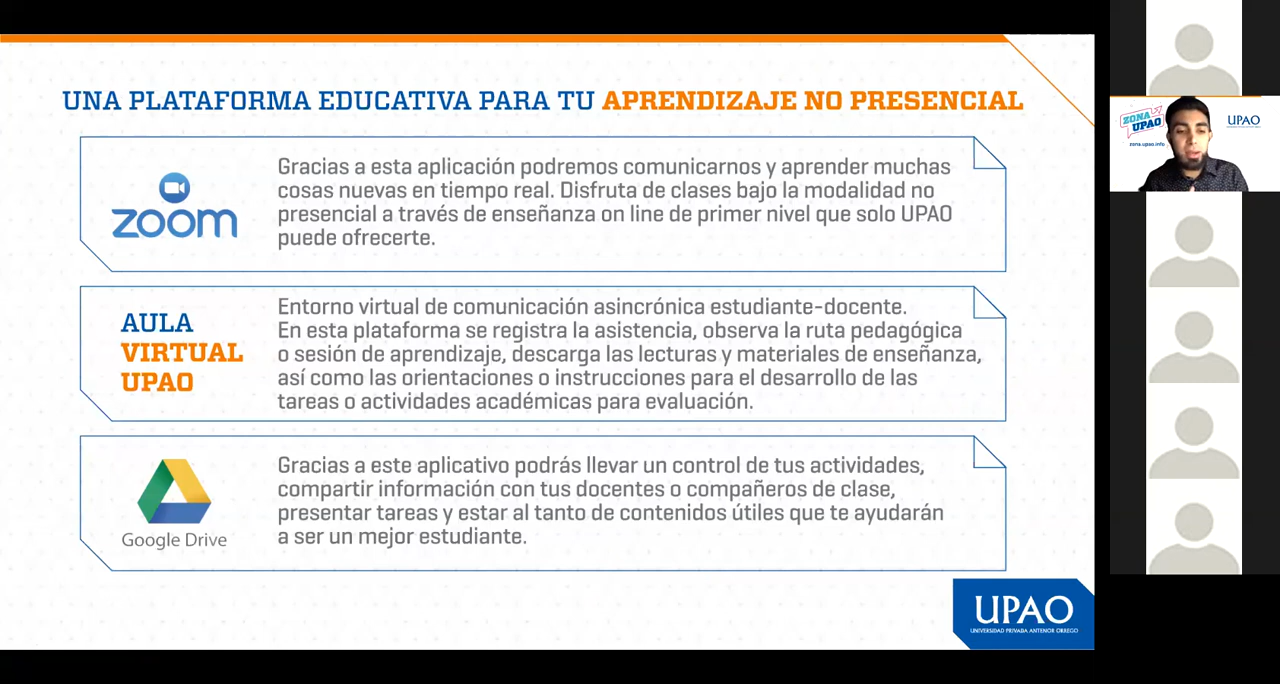 UNA PLATAFORMA EDUCATIVA PARA TU APRENDIZAJE NO PRESENCIAL
zoom
Gracias a esta aplicación podremos comunicarnos y aprender muchas
cosas nuevas en tiempo real. Disfruta de clases bajo la modalidad no
presencial a través de enseñanza on line de primer nivel que solo UPAO
puede ofrecerte.
AULA
VIRTUAL
UPAO
Entorno virtual de comunicación asincrónica estudiante-docente.
En esta plataforma se registra la asistencia, observa la ruta pedagógica
o sesión de aprendizaje, descarga las lecturas y materiales de enseñanza,
así como las orientaciones o instrucciones para el desarrollo de las
tareas o actividades académicas para evaluación.
Google Drive
Gracias a este aplicativo podrás llevar un control de tus actividades,
compartir información con tus docentes o compañeros de clase,
presentar tareas y estar al tanto de contenidos útiles que te ayudarán
a ser un mejor estudiante.
UPAO
UNIVERSIDAD PRIVADA ANTENOR ORREGO
ZONA
UPAO
zona.upao.info
UPAO